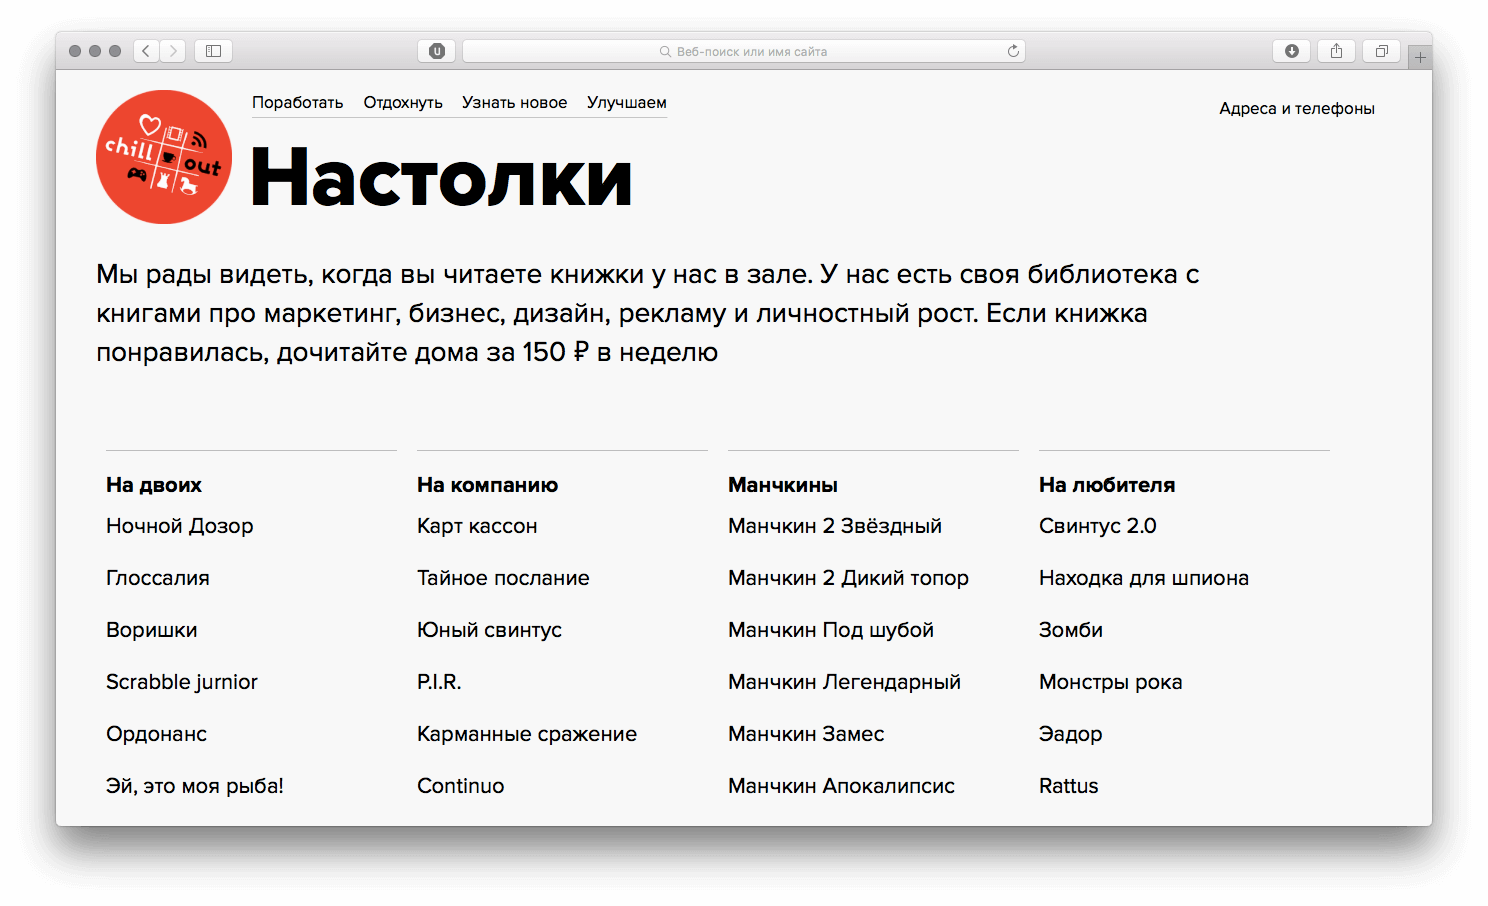 Веб-поиск или имя сайта
Поработать Отдохнуть Узнать новое Улучшаем
Адреса и телефоны
chill out
Настолки
Мы рады видеть, когда вы читаете книжки у нас в зале. У нас есть своя библиотека с
книгами про маркетинг, бизнес, дизайн, рекламу и личностный рост. Если книжка
понравилась, дочитайте дома за 150 ₽ в неделю
На двоих
Ночной Дозор
Глоссалия
Воришки
Scrabble jurnior
Ордонанс
Эй, это моя рыба!
На компанию
Карт кассон
Тайное послание
Юный свинтус
P.I.R.
Карманные сражение
Continuo
Манчкины
Манчкин 2 Звёздный
Манчкин 2 Дикий топор
Манчкин Под шубой
Манчкин Легендарный
Манчкин Замес
Манчкин Апокалипсис
На любителя
Свинтус 2.0
Находка для шпиона
Зомби
Монстры рока
Эадор
Rattus